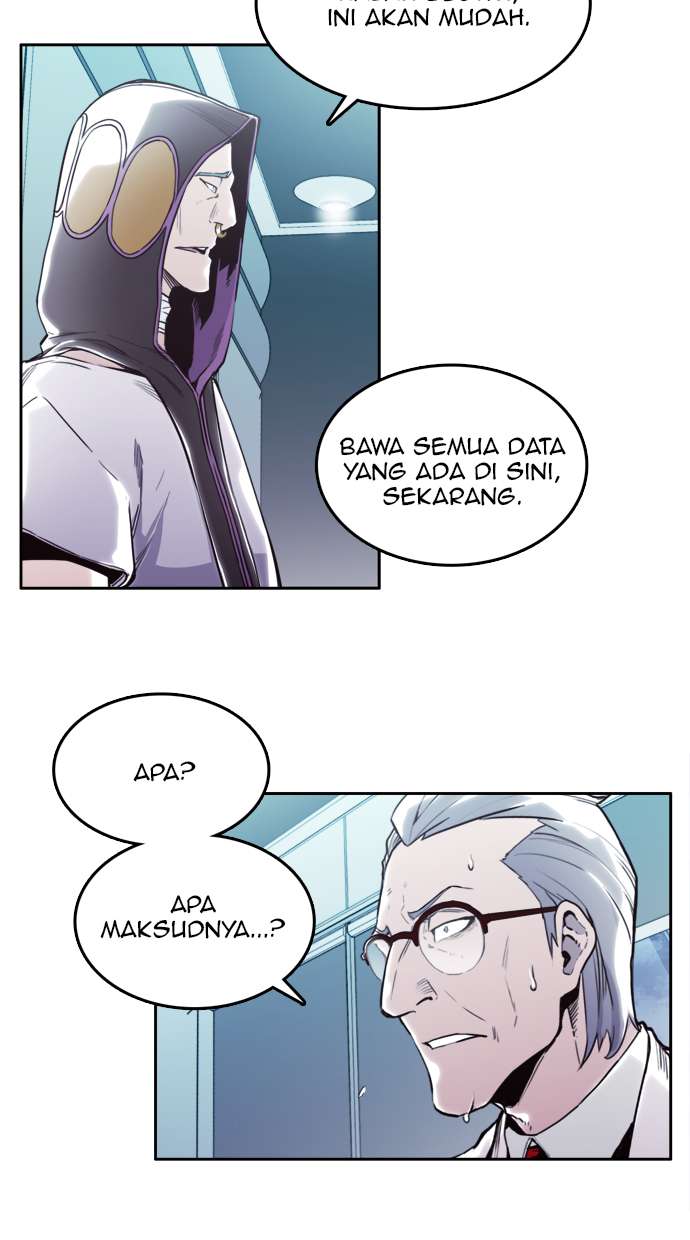 INI AKAN MUDAH.
BAWA SEMUA DATA
YANG ADA DI SINI,
SEKARANG.
APA?
APA
MAKSUDNYA...?